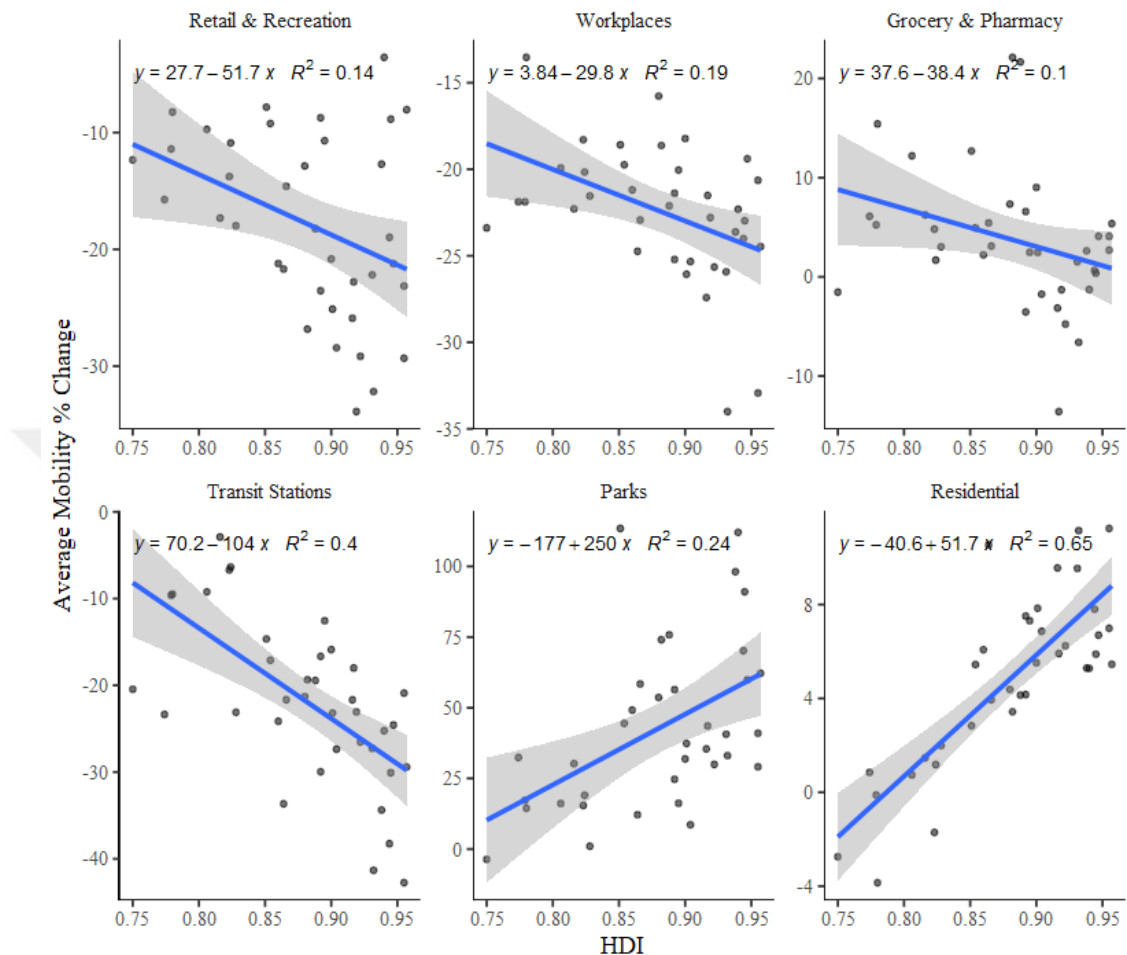 Retail & Recreation
Workplaces
Grocery & Pharmacy
y = 27.7 − 51.7 x R² = 0.14
y = 3.84 − 29.8 x R² = 0.19
y = 37.6 − 38.4 x R² = 0.1
-10
-20
-30
-15
-20
-25
-30
-35
20
10
0
-10
0.75 0.80 0.85 0.90 0.95
0.75 0.80 0.85 0.90 0.95
0.75 0.80 0.85 0.90 0.95
Average Mobility % Change
Transit Stations
Parks
Residential
y = 70.2 − 104 x R² = 0.4
y = −177 + 250 x R² = 0.24
y = −40.6 + 51.7 x R² = 0.65
0
-10
-20
-30
-40
100
75
50
25
0
8
4
0
-4
0.75 0.80 0.85 0.90 0.95
0.75 0.80 0.85 0.90 0.95
0.75 0.80 0.85 0.90 0.95
HDI